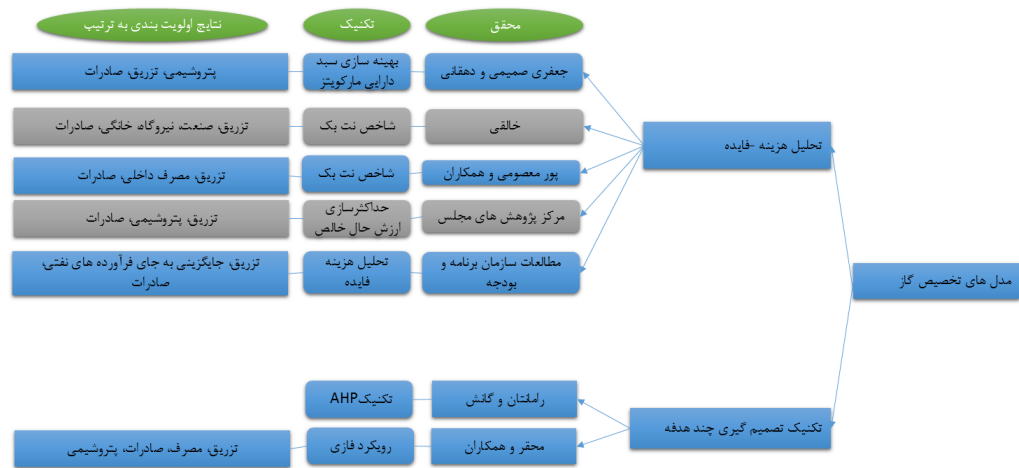 محقق
تکنیک
نتایج اولویت بندی به ترتیب
مدل های تخصیص گاز
تحلیل هزینه -فایده
جعفری صمیمی و دهقانی
بهینه سازی سبد
دارایی مارکویتز
پتروشیمی، تزریق، صادرات
خالقی
شاخص نت بک
تزریق، صنعت، نیروگاه، خانگی، صادرات
پور معصومی و همکاران
شاخص نت بک
تزریق، مصرف داخلی، صادرات
مرکز پژوهش های مجلس
حداکثرسازی
ارزش حال خالص
تزریق، پتروشیمی، صادرات
مطالعات سازمان برنامه و
بودجه
تحلیل هزینه
فایده
تزریق، جایگزینی به جای فرآورده های نفتی،
صادرات
تکنیک تصمیم گیری چند هدفه
راماتنان و گانش
تکنیکAHP
محقر و همکاران
رویکرد فازی
تزریق، مصرف، صادرات، پتروشیمی